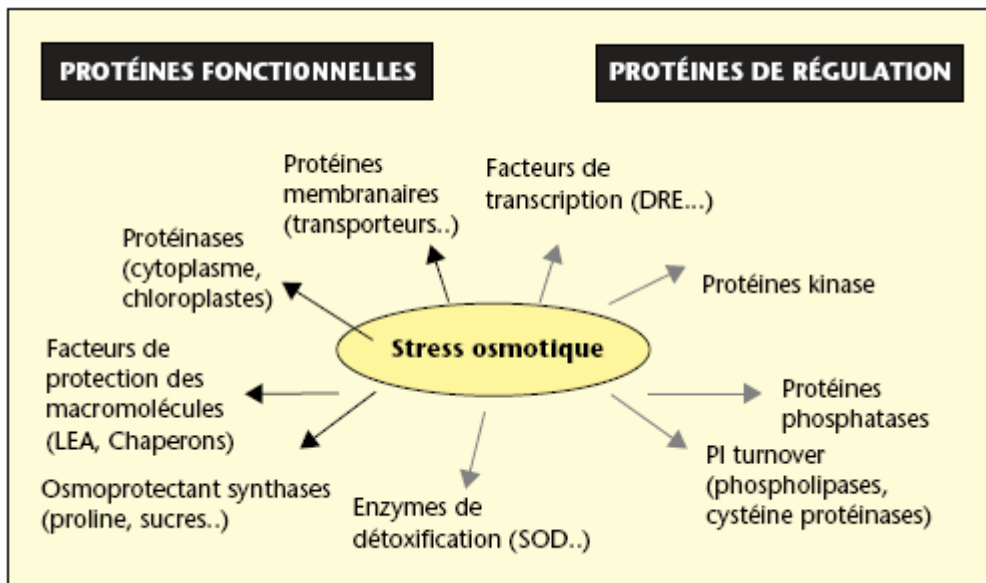 PROTÉINES FONCTIONNELLES
PROTÉINES DE RÉGULATION
Protéines
membranaires
(transporteurs..)
Facteurs de
transcription (DRE...)
Protéinases
(cytoplasme,
chloroplastes)
Protéines kinase
Stress osmotique
Facteurs de
protection des
macromolécules
(LEA, Chaperons)
Protéines
phosphatases
Osmoprotectant synthases
(proline, sucres..)
Enzymes de
détoxification (SOD..)
PI turnover
(phospholipases,
cystéine protéinases)